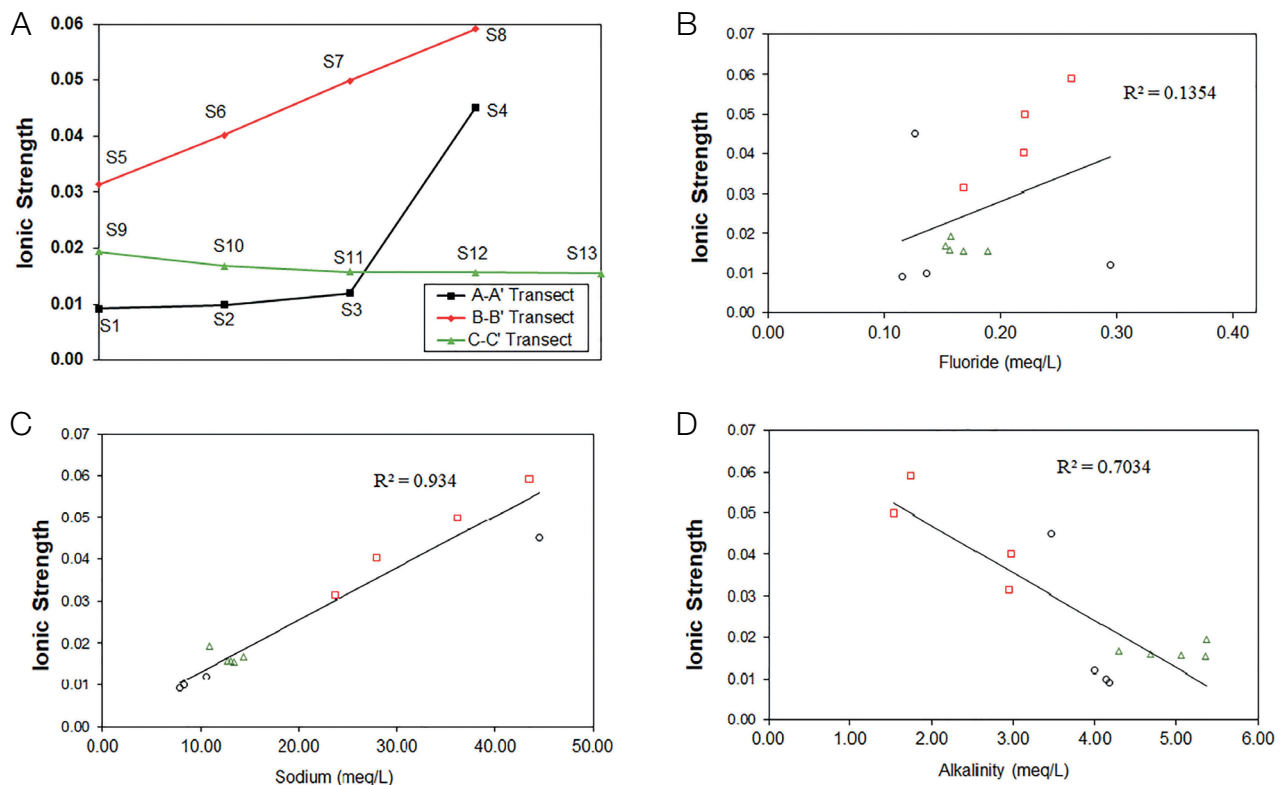 A
Ionic Strength
0.06
0.05
0.04
0.03
0.02
0.01
0.00
S5
S6
S7
S8
S4
S9
S10
S11
S12
S13
S1
S2
S3
A-A' Transect
B-B' Transect
C-C' Transect
B
Ionic Strength
0.07
0.06
0.05
0.04
0.03
0.02
0.01
0.00
R² = 0.1354
0.00 0.10 0.20 0.30 0.40
Fluoride (meq/L)
C
Ionic Strength
0.07
0.06
0.05
0.04
0.03
0.02
0.01
0.00
R² = 0.934
0.00 10.00 20.00 30.00 40.00 50.00
Sodium (meq/L)
D
Ionic Strength
0.07
0.06
0.05
0.04
0.03
0.02
0.01
0.00
R² = 0.7034
0.00 1.00 2.00 3.00 4.00 5.00 6.00
Alkalinity (meq/L)